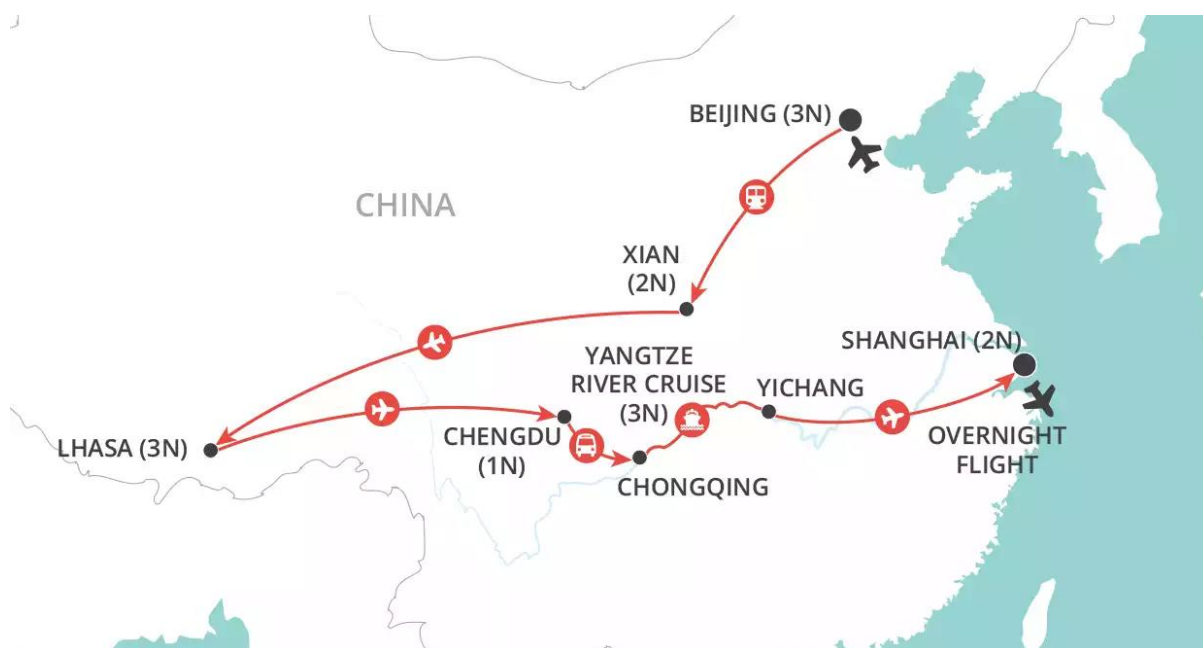 BEIJING (3N)
CHINA
XIAN
(2N)
SHANGHAI (2N)
YANGTZE
RIVER CRUISE
(3N)
YICHANG
LHASA (3N)
CHENGDU
(1N)
CHONGQING
OVERNIGHT
FLIGHT